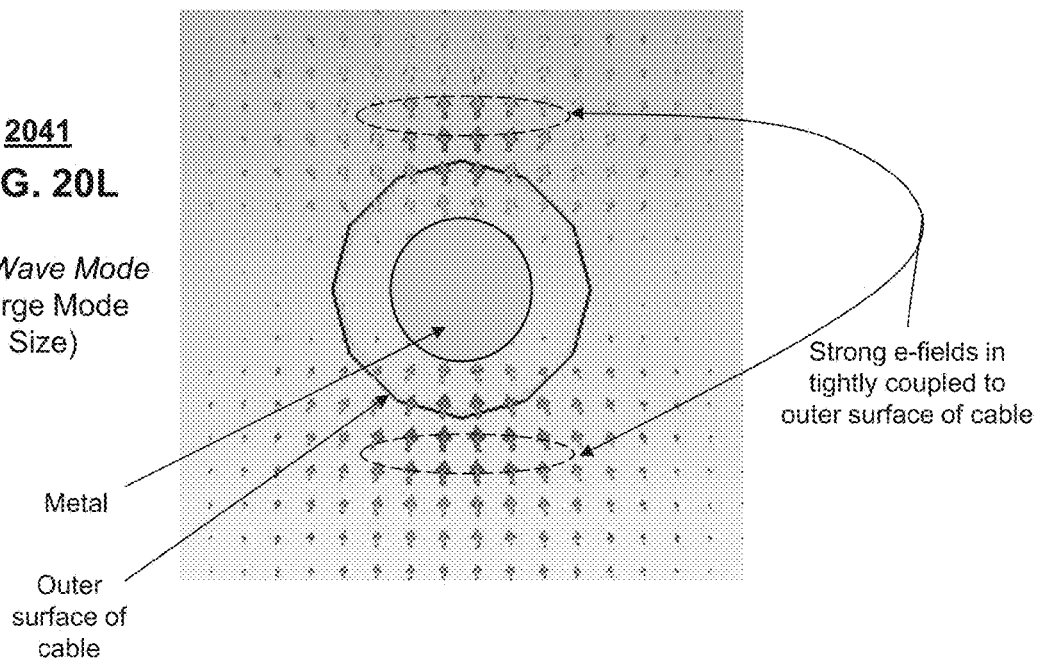 2041
G. 20L
Wave Mode
rge Mode
Size)
Strong e-fields in
tightly coupled to
outer surface of cable
Metal
Outer
surface of
cable